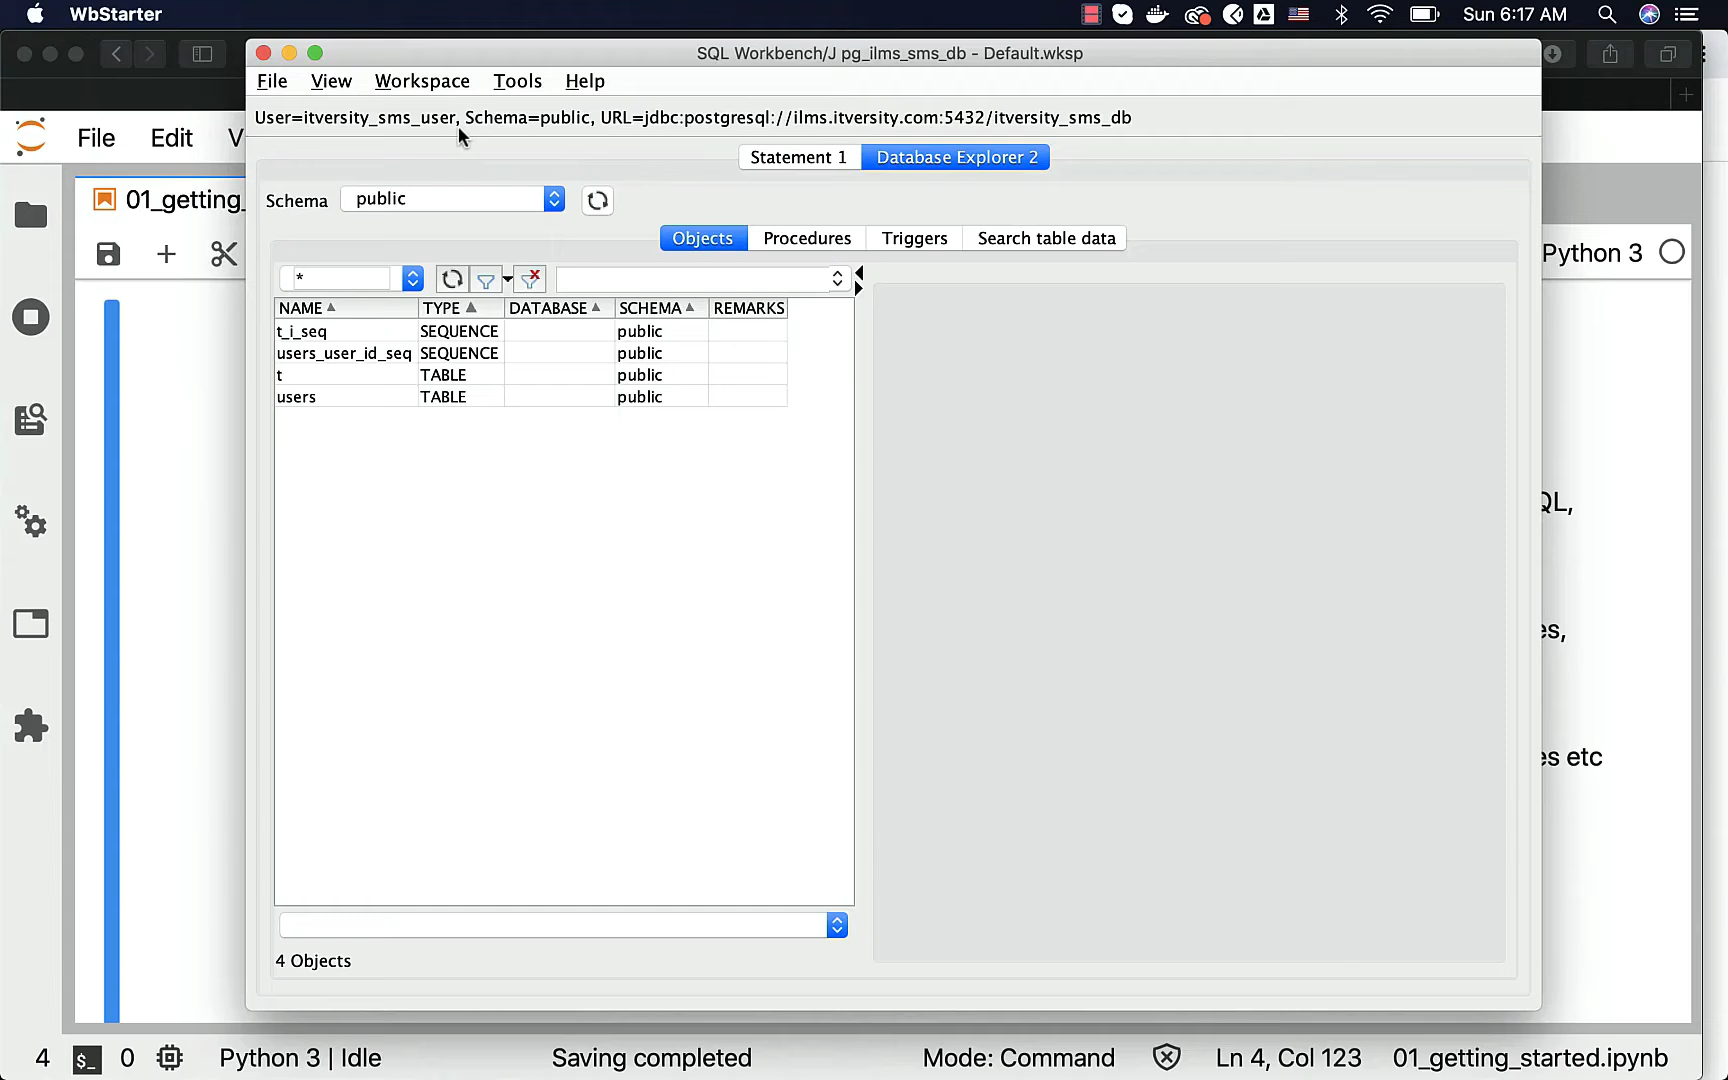 WbStarter
Sun 6:17 AM
SQL Workbench/J pg_ilms_sms_db - Default.wksp
File View Workspace Tools Help
User=itversity_sms_user, Schema=public, URL=jdbc:postgresql://ilms.itversity.com:5432/itversity_sms_db
File Edit V
Statement 1 Database Explorer 2
01_getting_
Schema public
Objects Procedures Triggers Search table data
Python 3
*
NAME TYPE DATABASE SCHEMA REMARKS
t_i_seq SEQUENCE public
users_user_id_seq SEQUENCE public
t TABLE public
users TABLE public
QL,
es,
es etc
4 Objects
4 $_ 0 Python 3 | Idle Saving completed Mode: Command Ln 4, Col 123 01_getting_started.ipynb